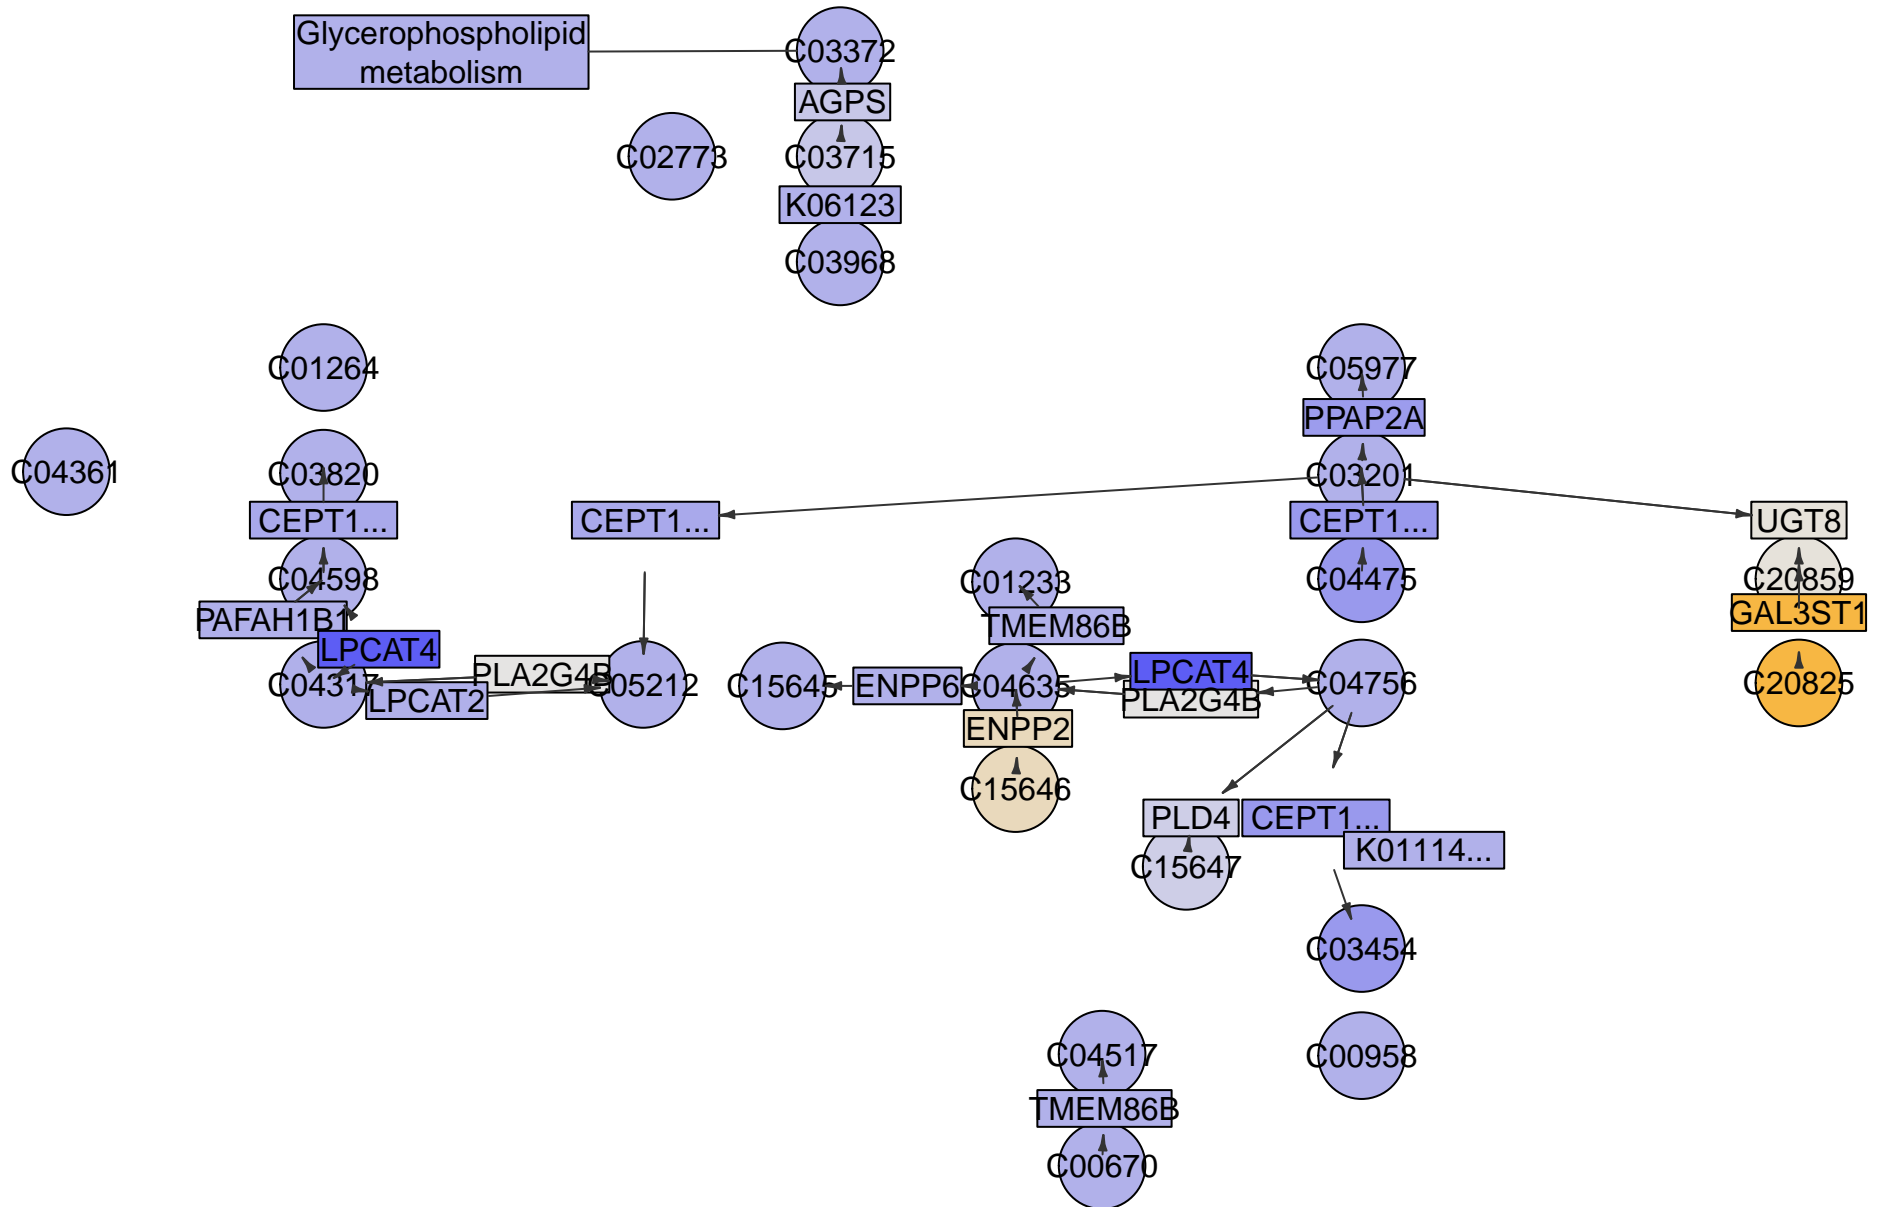 Glycerophospholipid
metabolism
C03372
AGPS
C02773
C03715
K06123
C03968
C01264
C05977
PPAP2A
C04361
C03820
C03201
CEPT1...
CEPT1...
CEPT1...
UGT8
C04598
C01233
C04475
C20859
PAFAH1B1
TMEM86B
GAL3ST1
LPCAT4
C04317
PLA2G4B
LPCAT2
C05212
C15645
ENPP6
C04635
LPCAT4
PLA2G4B
C04756
C20825
ENPP2
C15646
PLD4
CEPT1...
K01114...
C15647
C03454
C04517
C00958
TMEM86B
C00670